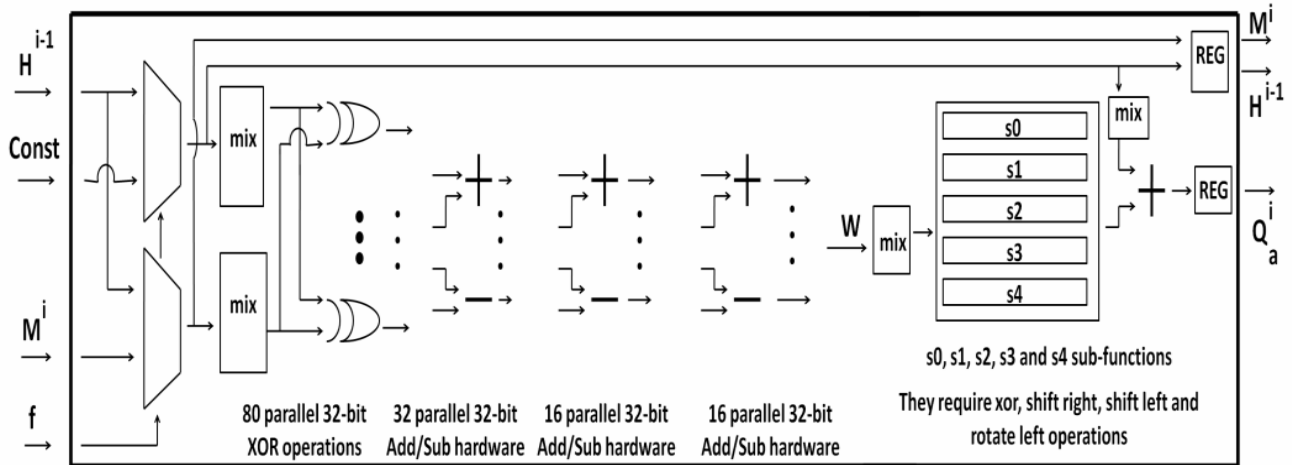 H i-1
Const
M i
f
mix
mix
80 parallel 32-bit
XOR operations
32 parallel 32-bit
Add/Sub hardware
16 parallel 32-bit
Add/Sub hardware
16 parallel 32-bit
Add/Sub hardware
W
mix
s0
s1
s2
s3
s4
s0, s1, s2, s3 and s4 sub-functions
They require xor, shift right, shift left and
rotate left operations
mix
REG
REG
M i
H i-1
Q i a